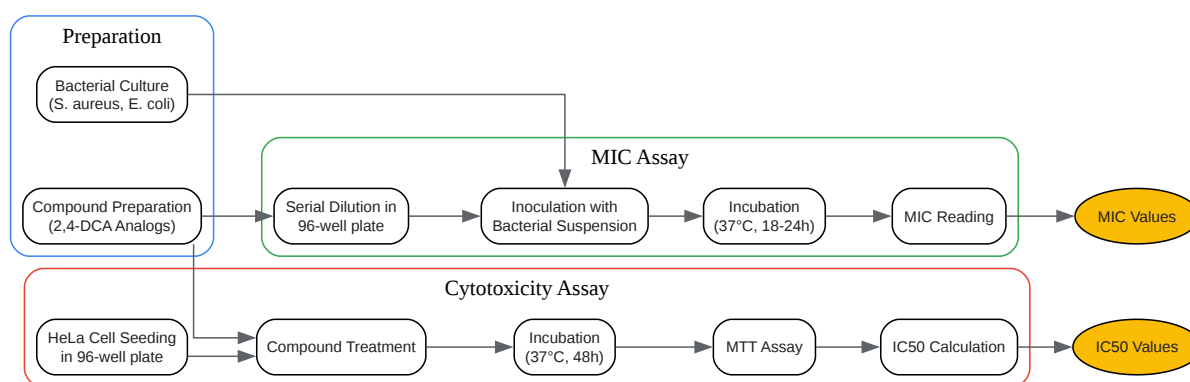 Preparation
Bacterial Culture
(S. aureus, E. coli)
Compound Preparation
(2,4-DCA Analogs)
MIC Assay
Serial Dilution in
96-well plate
Inoculation with
Bacterial Suspension
Incubation
(37°C, 18-24h)
MIC Reading
MIC Values
Cytotoxicity Assay
HeLa Cell Seeding
in 96-well plate
Compound Treatment
Incubation
(37°C, 48h)
MTT Assay
IC50 Calculation
IC50 Values